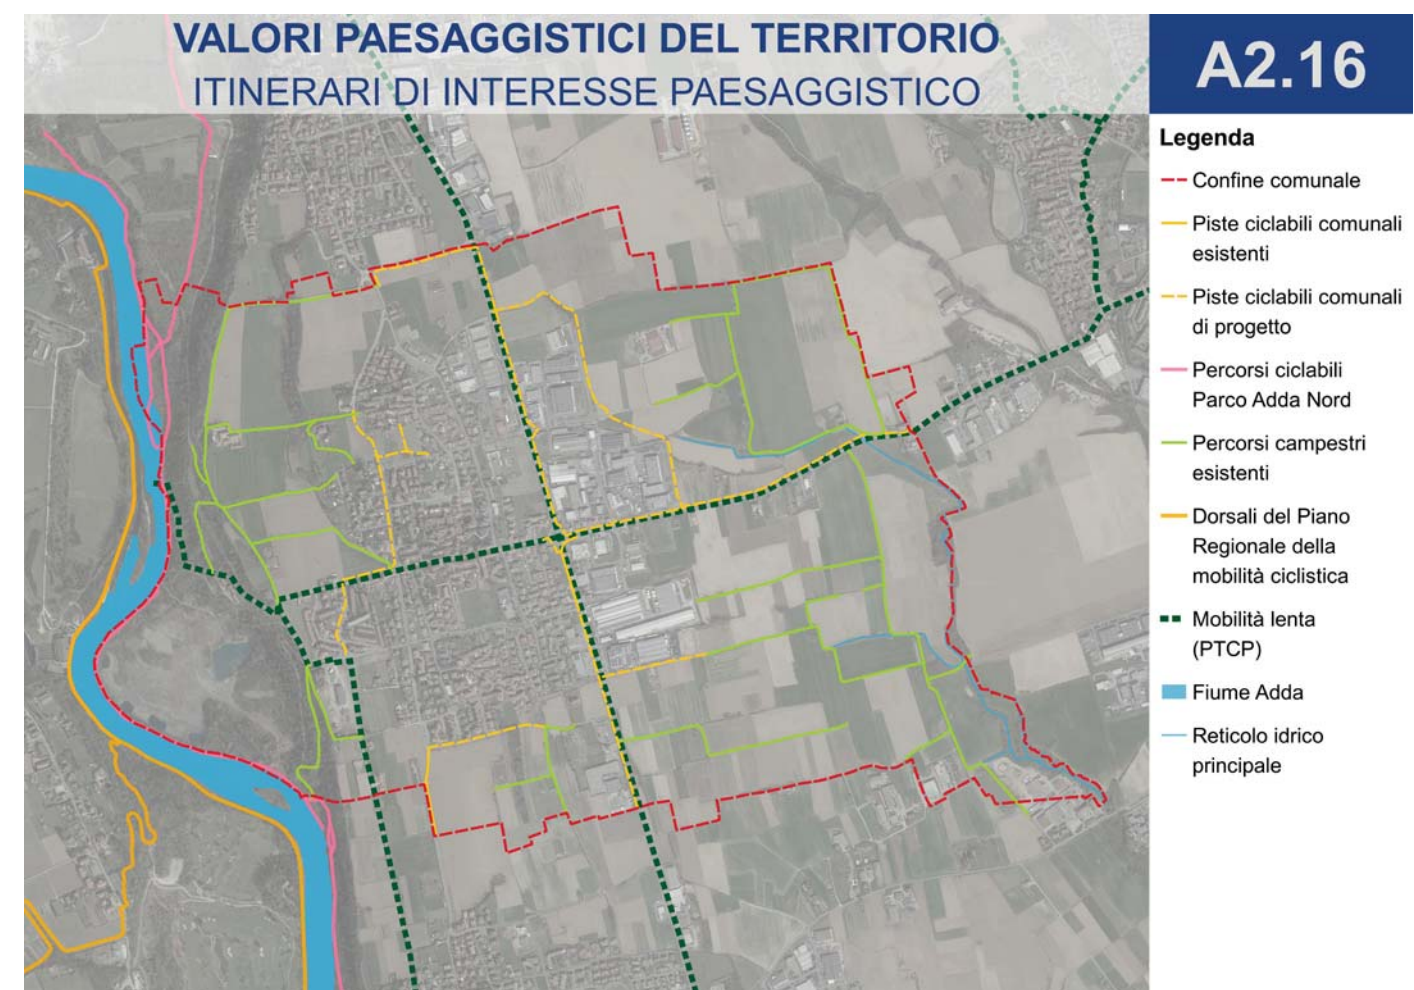 VALORI PAESAGGISTICI DEL TERRITORIO
ITINERARI DI INTERESSE PAESAGGISTICO
A2.16
Legenda
Confine comunale
Piste ciclabili comunali
esistenti
Piste ciclabili comunali
di progetto
Percorsi ciclabili
Parco Adda Nord
Percorsi campestri
esistenti
Dorsali del Piano
Regionale della
mobilità ciclistica
Mobilità lenta
(PTCP)
Fiume Adda
Reticolo idrico
principale